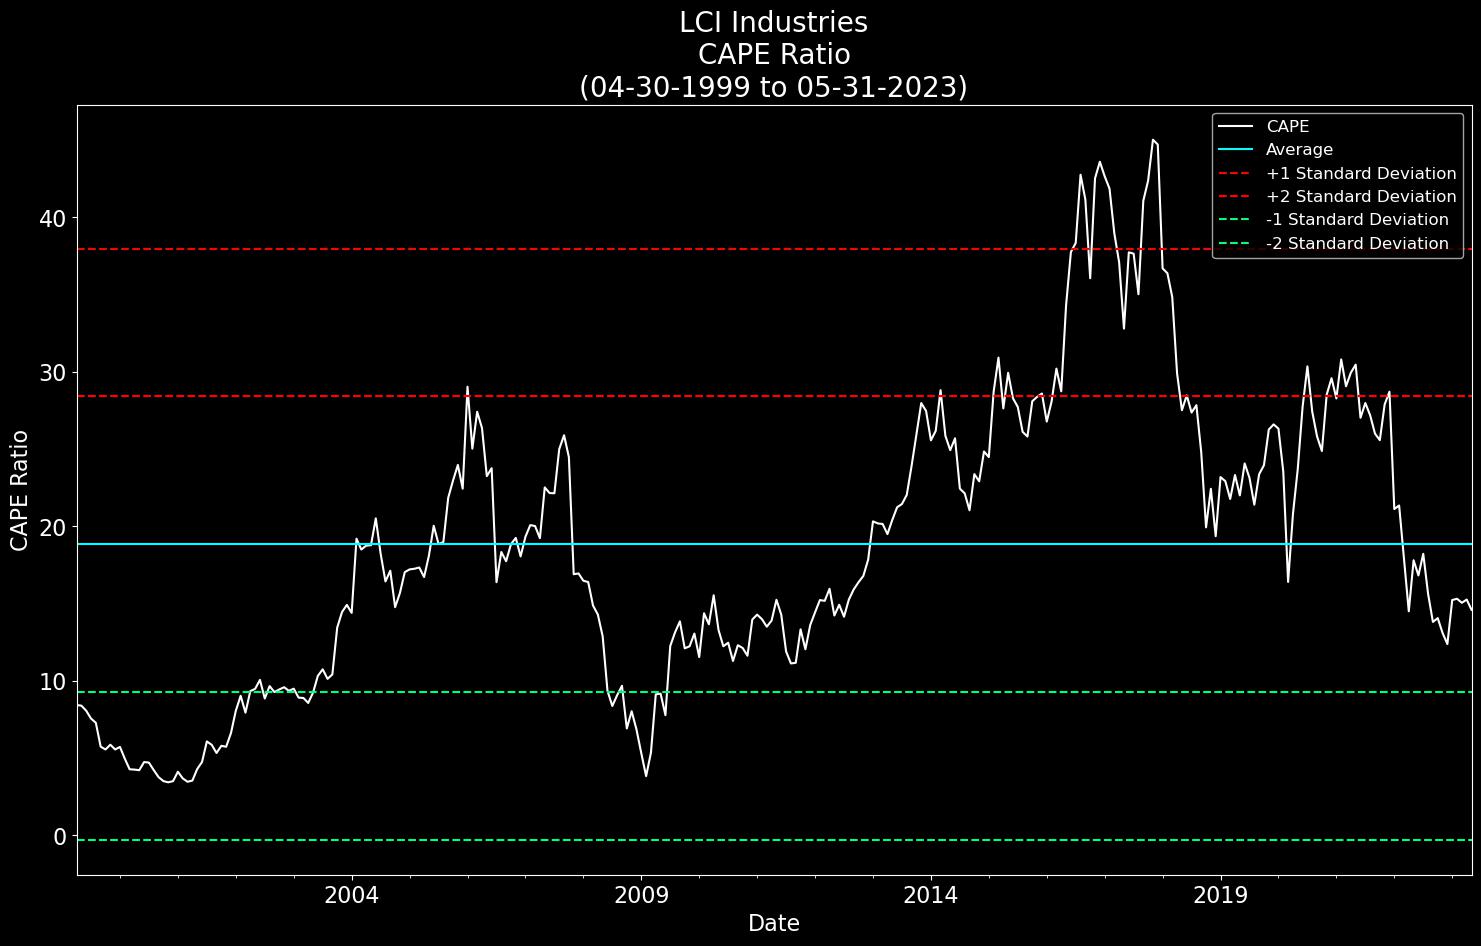 LCI Industries
CAPE Ratio
(04-30-1999 to 05-31-2023)
CAPE
Average
+1 Standard Deviation
+2 Standard Deviation
-1 Standard Deviation
-2 Standard Deviation
CAPE Ratio
40
30
20
10
0
2004
2009
2014
2019
Date